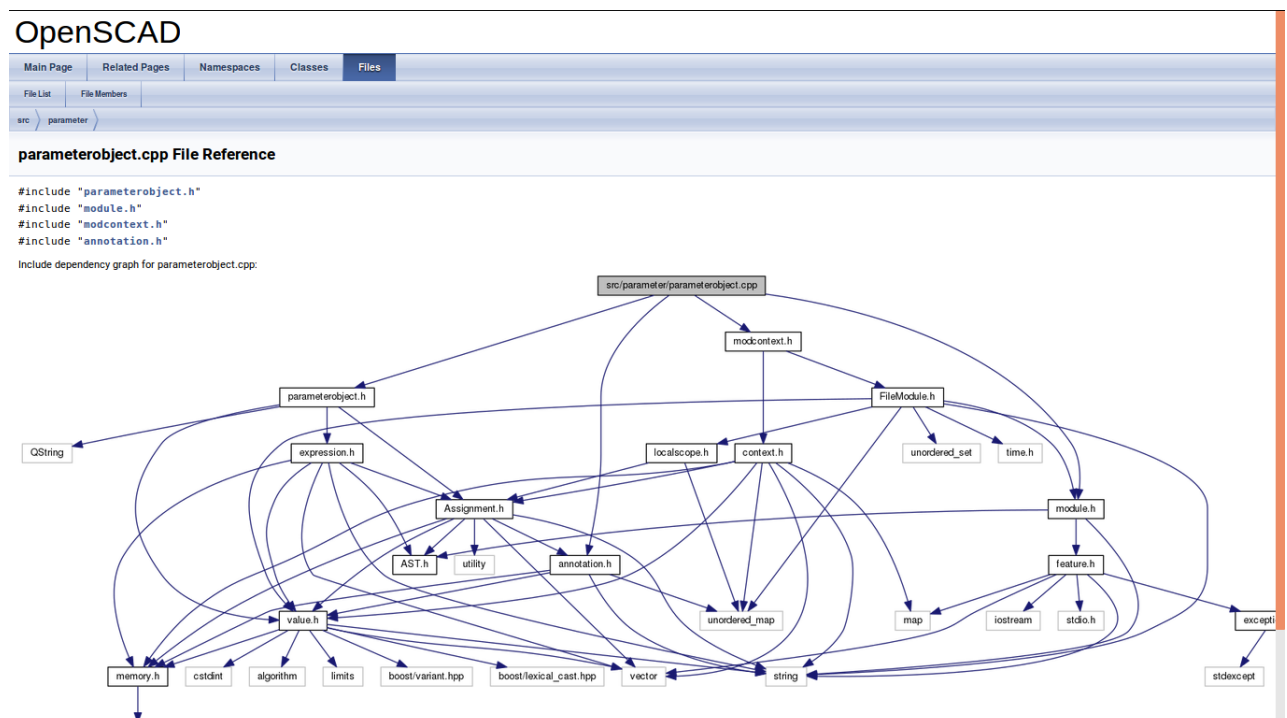 OpenSCAD
Main Page Related Pages Namespaces Classes Files
File List File Members
src parameter
parameterobject.cpp File Reference
#include "parameterobject.h"
#include "module.h"
#include "modcontext.h"
#include "annotation.h"
Include dependency graph for parameterobject.cpp:
src/parameter/parameterobject.cpp
modcontext.h
parameterobject.h FileModule.h
QString expression.h localscope.h context.h unordered_set time.h
Assignment.h module.h
AST.h utility annotation.h feature.h
value.h unordered_map map iostream stdio.h excepti
memory.h cstdint algorithm limits boost/variant.hpp boost/lexical_cast.hpp vector string stdexcept